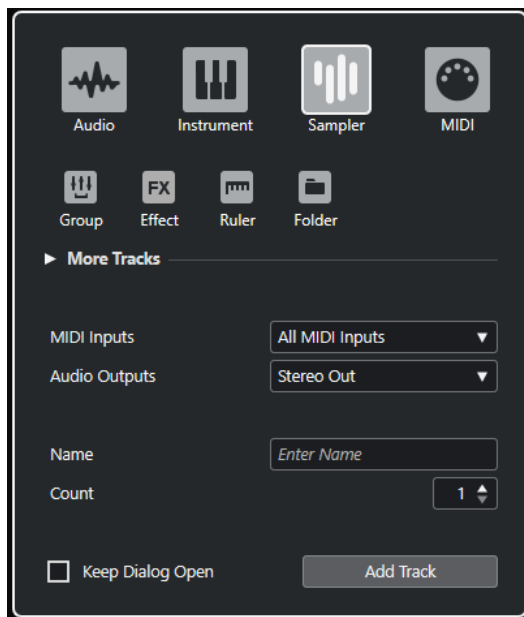 Audio Instrument Sampler MIDI
FX
Group Effect Ruler Folder
More Tracks
MIDI Inputs All MIDI Inputs
Audio Outputs Stereo Out
Name Enter Name
Count 1
Keep Dialog Open Add Track